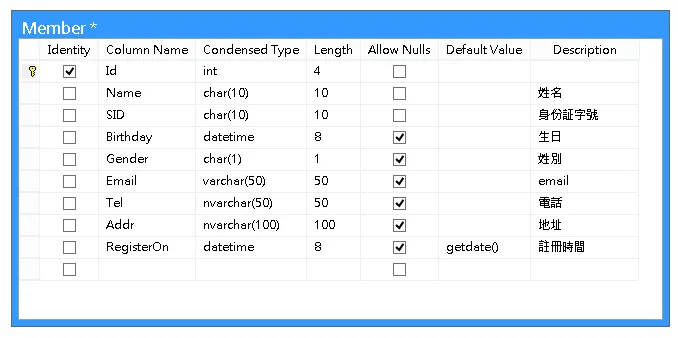 Member *
Identity Column Name Condensed Type Length Allow Nulls Default Value Description
Id int 4
Name char(10) 10 姓名
SID char(10) 10 身份証字號
Birthday datetime 8 生日
Gender char(1) 1 姓別
Email varchar(50) 50 email
Tel nvarchar(50) 50 電話
Addr nvarchar(100) 100 地址
RegisterOn datetime 8 getdate() 註冊時間